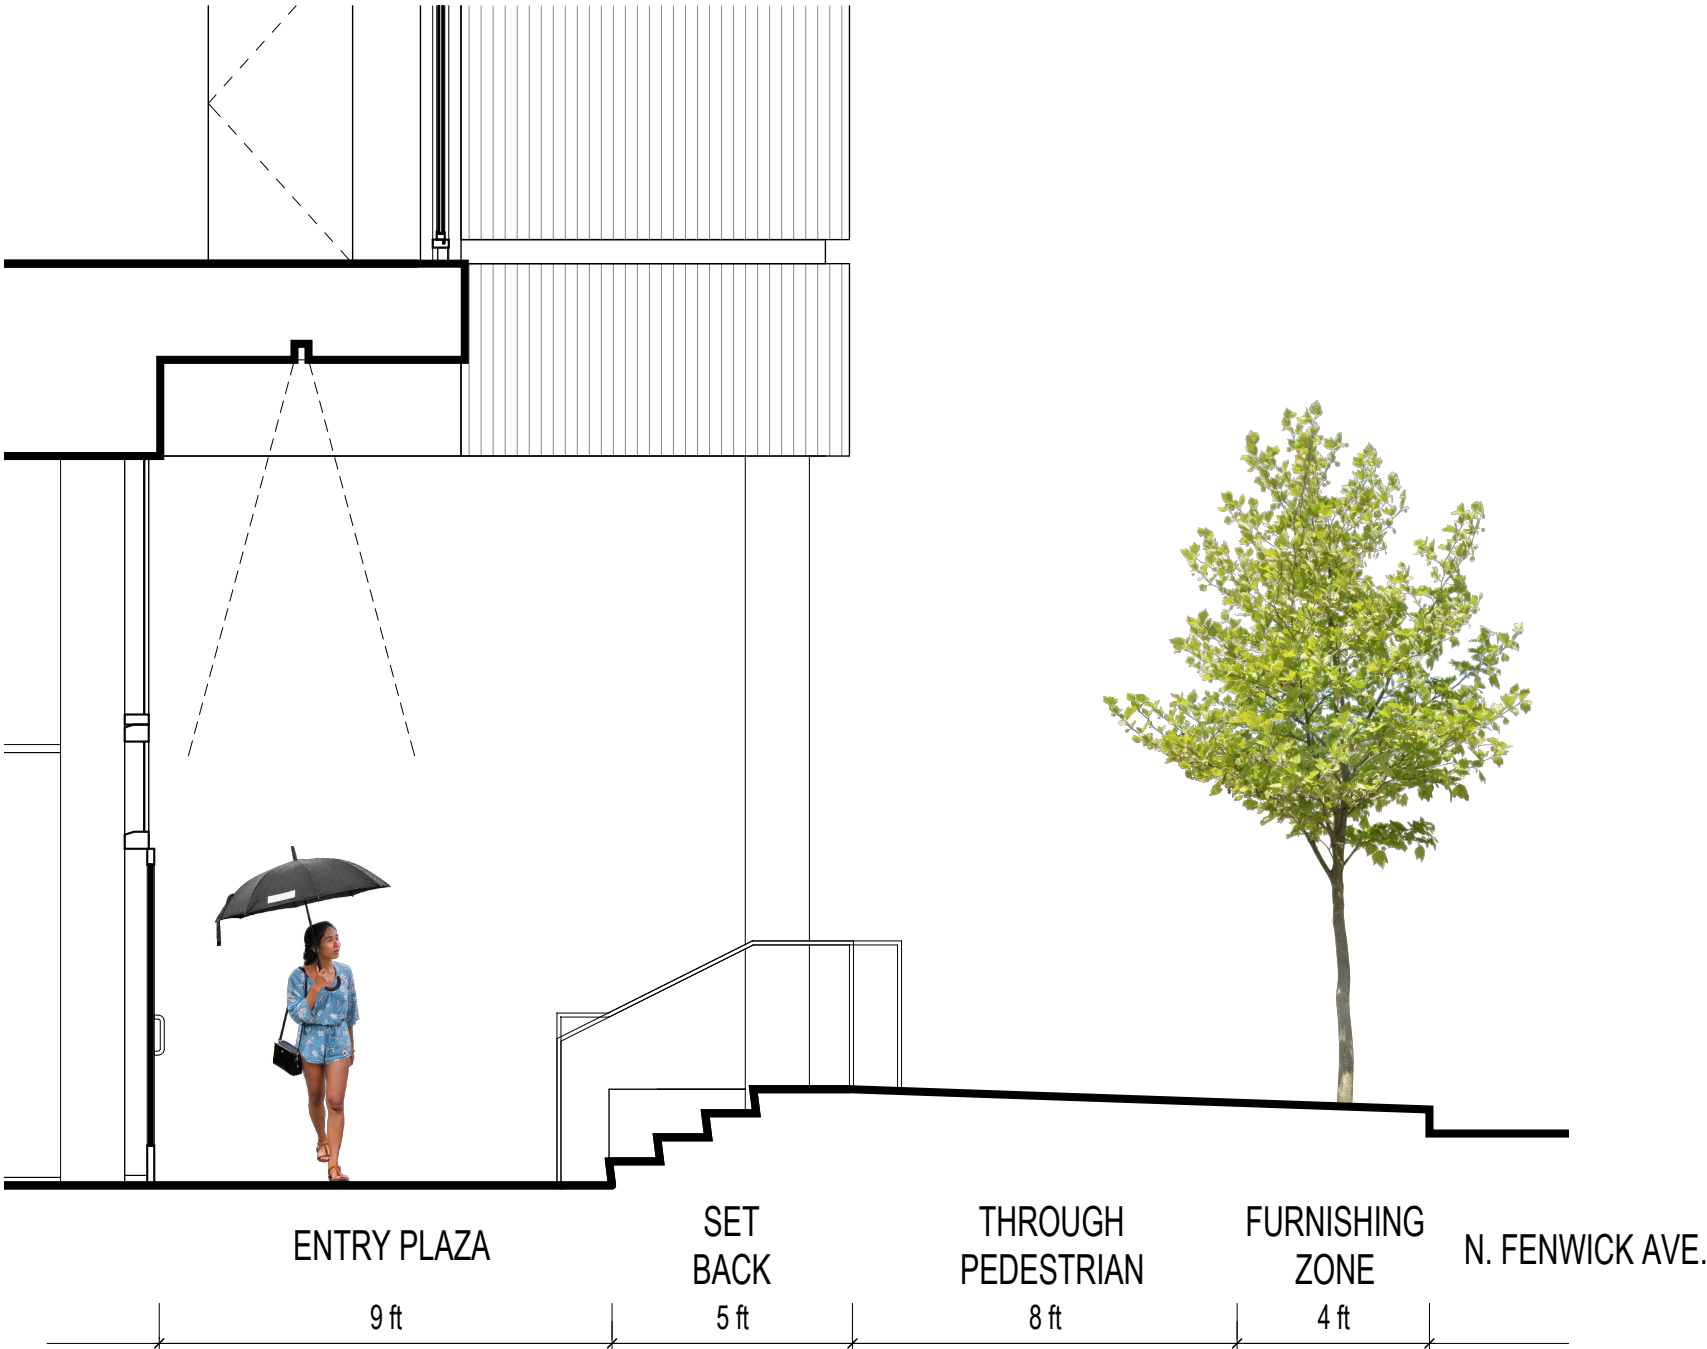 ENTRY PLAZA
SET
BACK
THROUGH
PEDESTRIAN
FURNISHING
ZONE
N. FENWICK AVE.
9 ft
5 ft
8 ft
4 ft